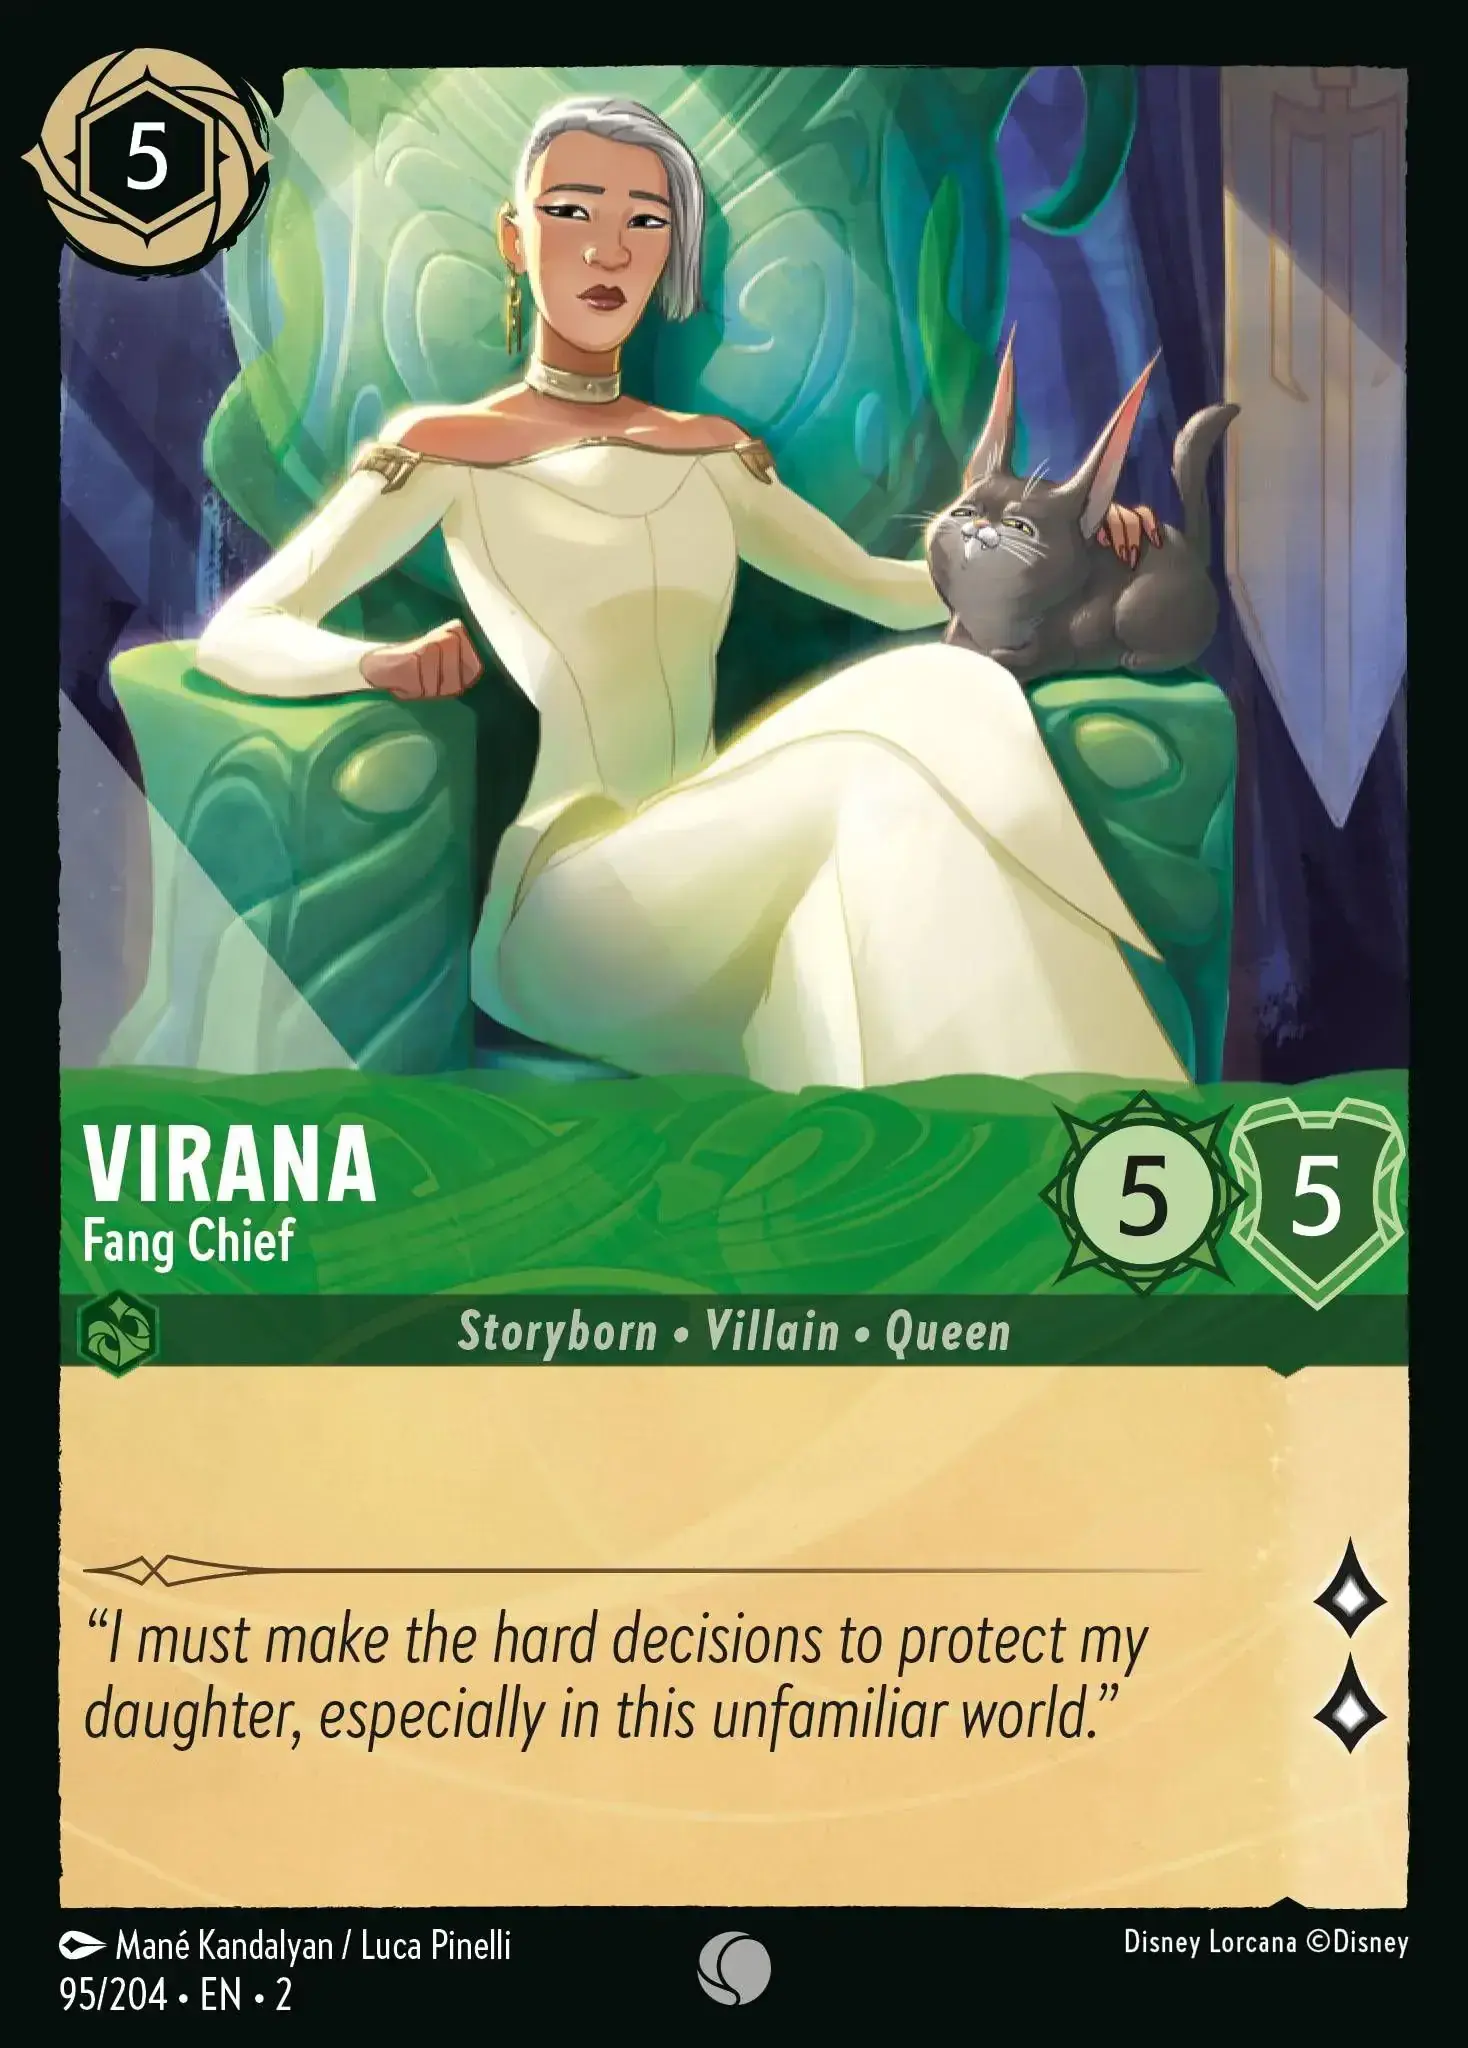 5
VIRANA
Fang Chief
5
5
Storyborn • Villain • Queen
“I must make the hard decisions to protect my
daughter, especially in this unfamiliar world.”
Mané Kandalyan / Luca Pinelli
Disney Lorcana ©Disney
95/204 • EN • 2